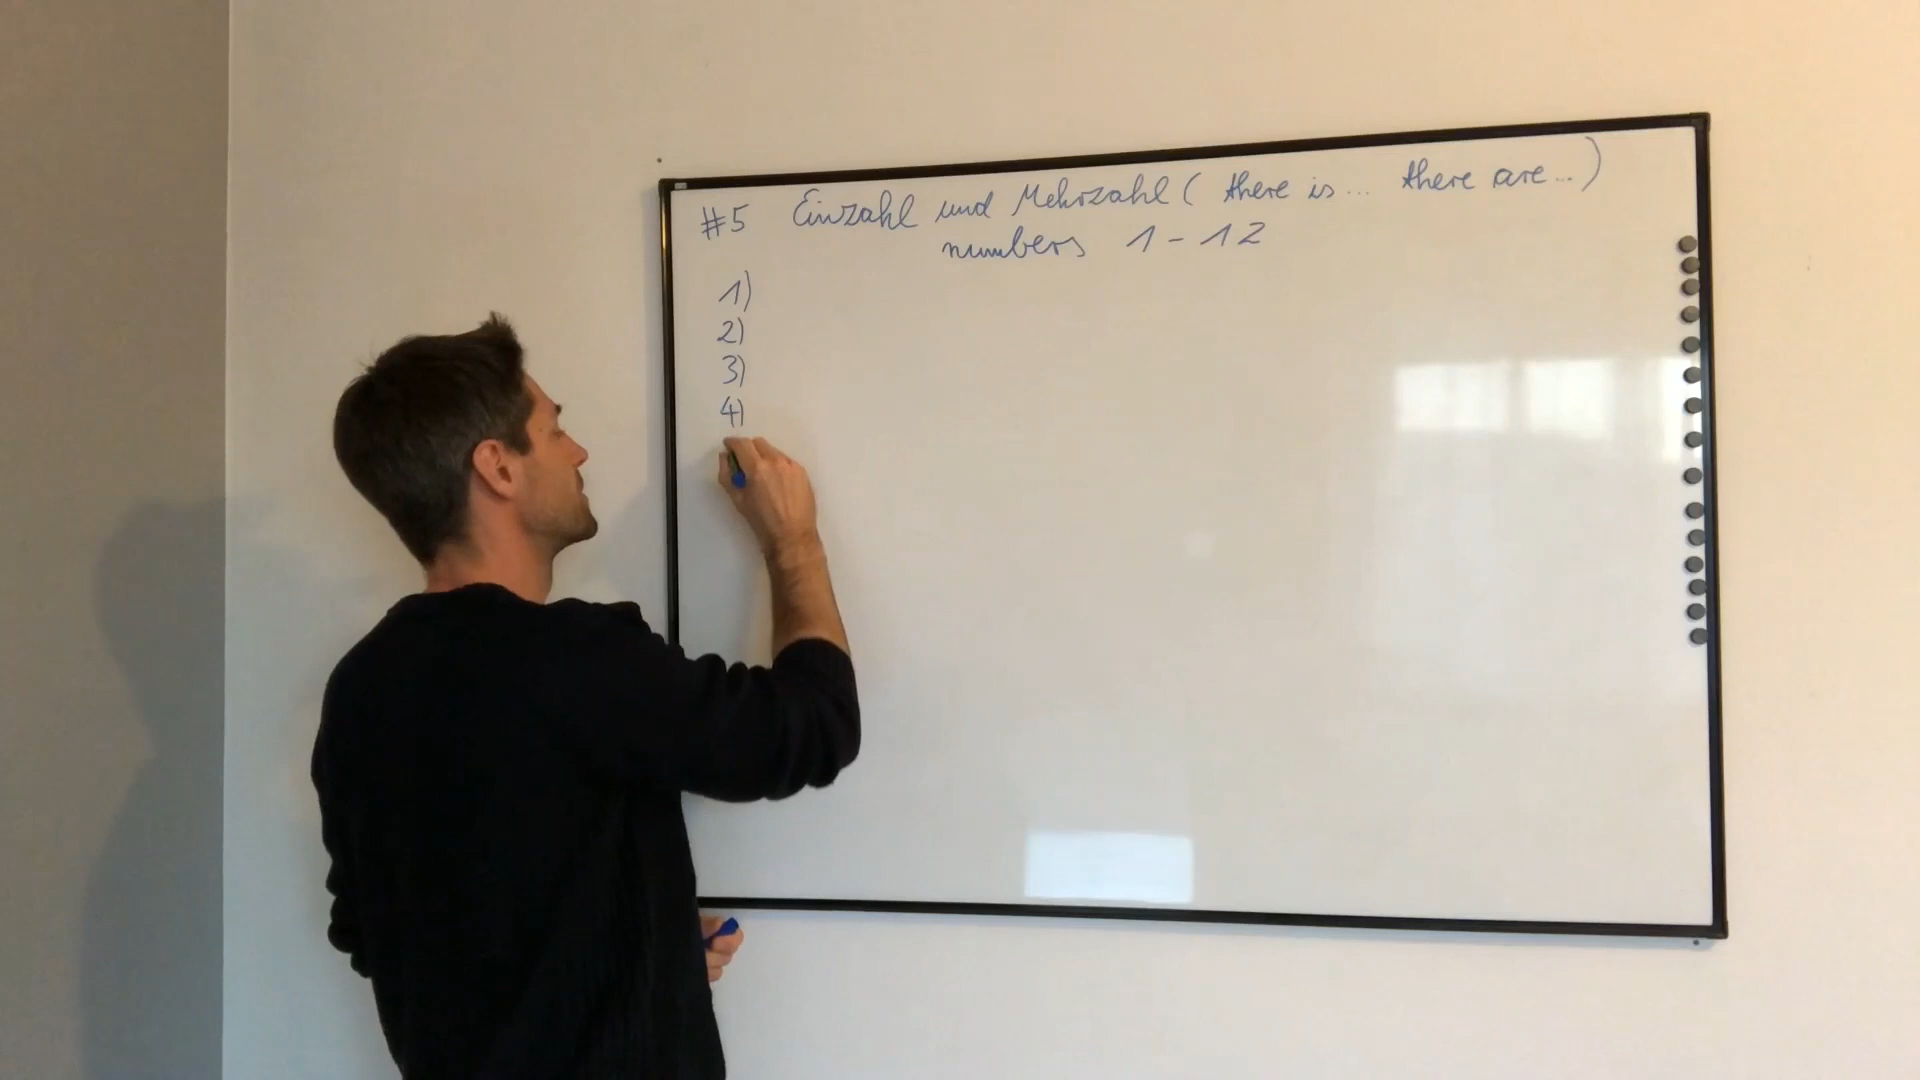 #5 Einzahl und Mehrzahl ( there is ... there are ... )
numbers 1 - 12
1)
2)
3)
4)